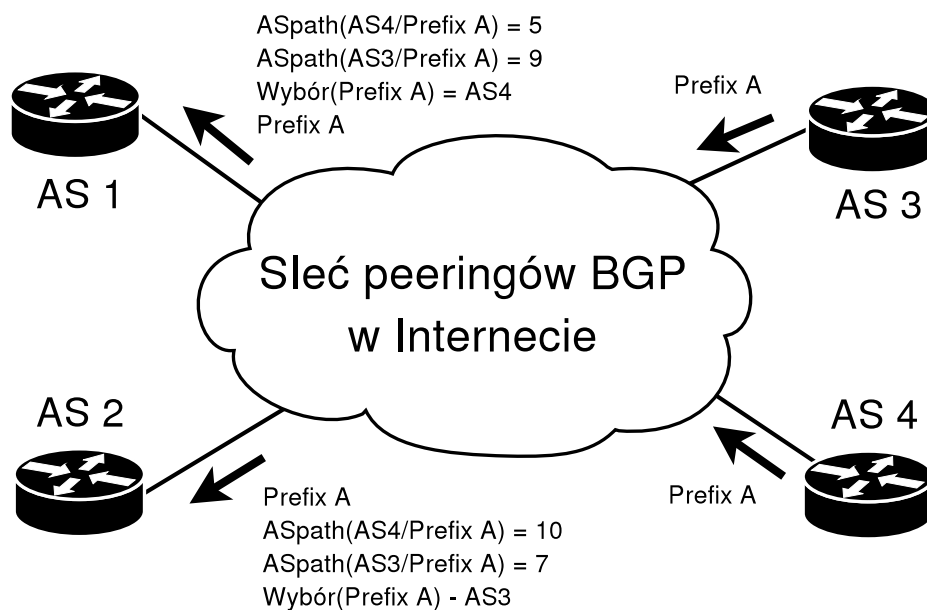 ASpath(AS4/Prefix A) = 5
ASpath(AS3/Prefix A) = 9
Wybór(Prefix A) = AS4
Prefix A
Prefix A
AS 1
AS 3
SIeć peeringów BGP
w Internecie
AS 2
AS 4
Prefix A
Prefix A
ASpath(AS4/Prefix A) = 10
ASpath(AS3/Prefix A) = 7
Wybór(Prefix A) - AS3